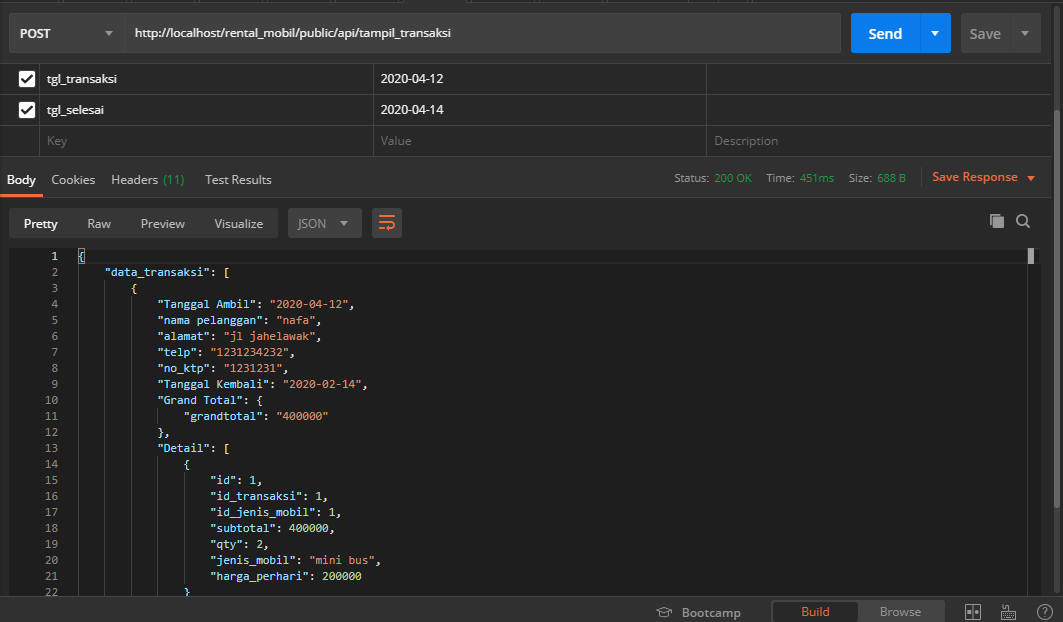 POST http://localhost/rental_mobil/public/api/tampil_transaksi Send Save
tgl_transaksi 2020-04-12
tgl_selesai 2020-04-14
Key Value Description
Body Cookies Headers (11) Test Results Status: 200 OK Time: 451ms Size: 688 B Save Response
Pretty Raw Preview Visualize JSON
1 {
2 "data_transaksi": [
3 {
4 "Tanggal Ambil": "2020-04-12",
5 "nama pelanggan": "nafa",
6 "alamat": "jl jahelawak",
7 "telp": "1231234232",
8 "no_ktp": "1231231",
9 "Tanggal Kembali": "2020-02-14",
10 "Grand Total": {
11 "grandtotal": "400000"
12 },
13 "Detail": [
14 {
15 "id": 1,
16 "id_transaksi": 1,
17 "id_jenis_mobil": 1,
18 "subtotal": 400000,
19 "qty": 2,
20 "jenis_mobil": "mini bus",
21 "harga_perhari": 200000
22 }
Bootcamp Build Browse